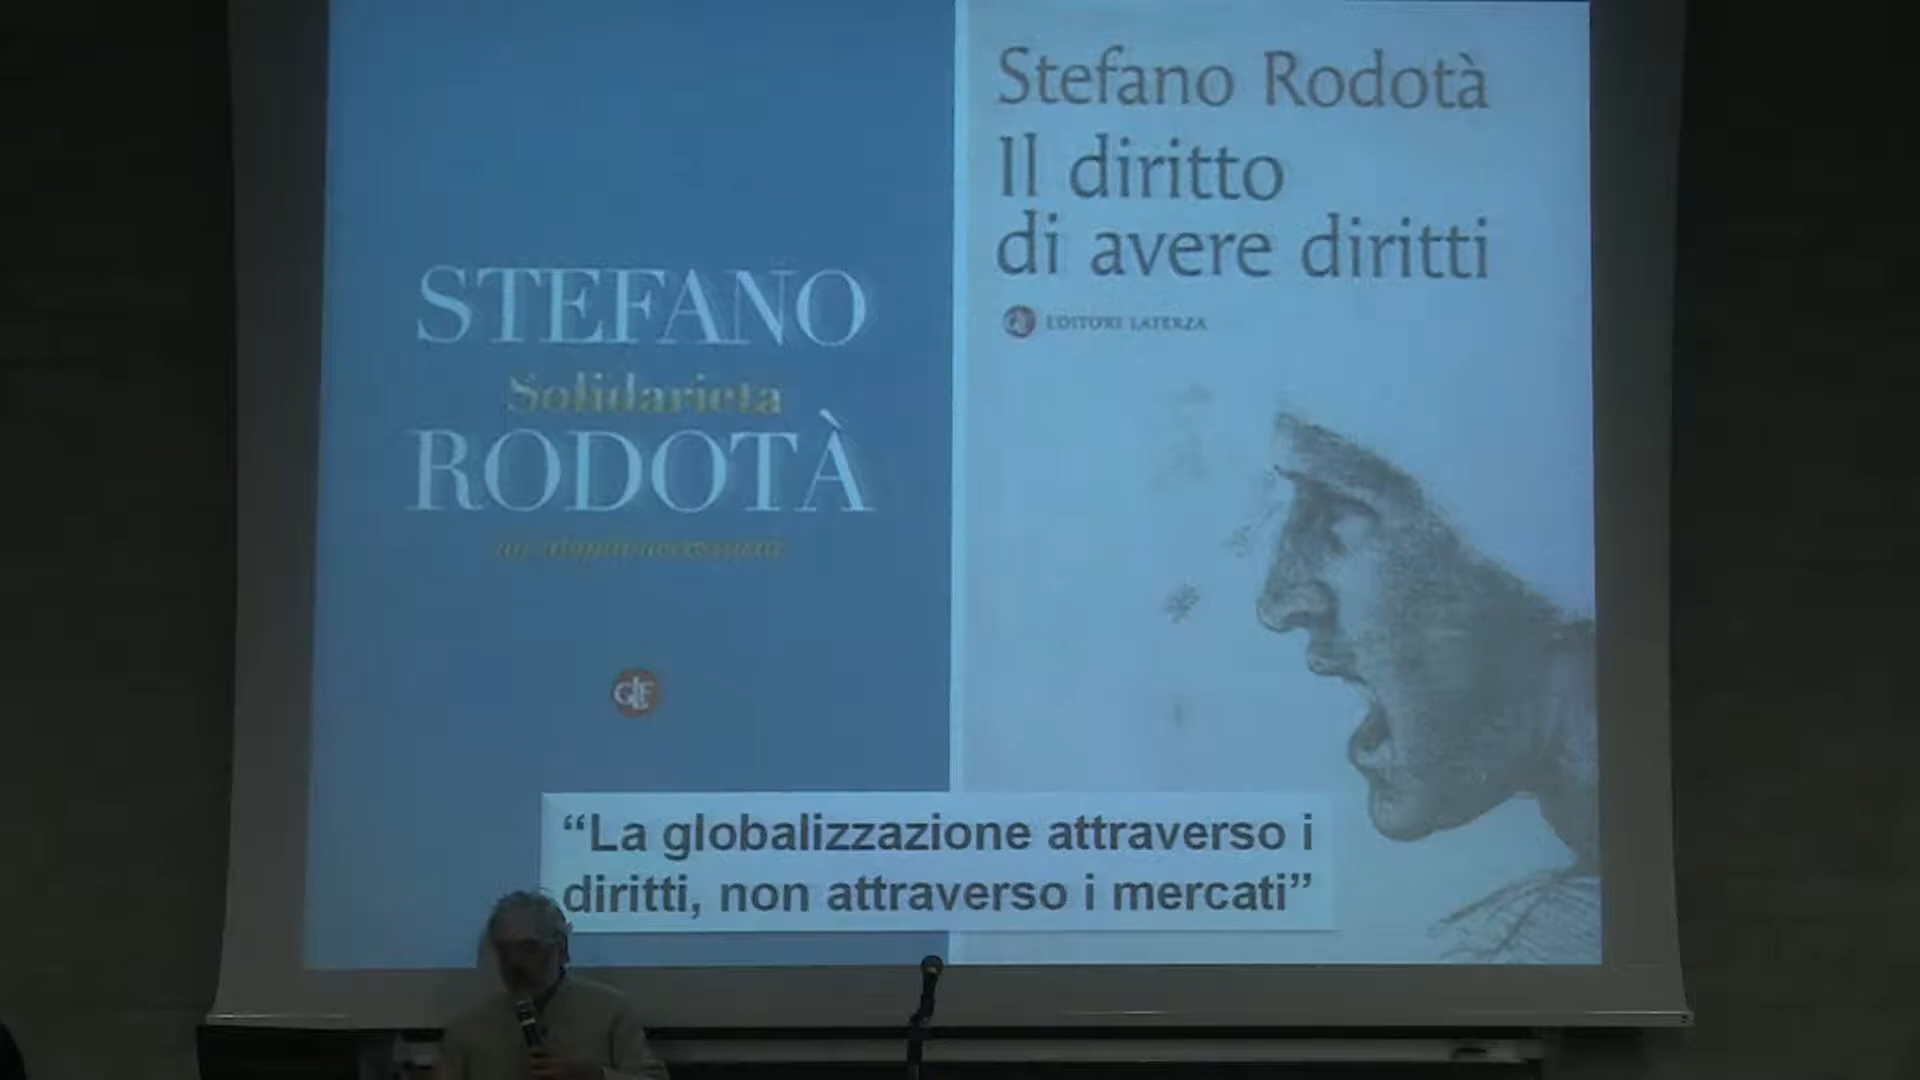 STEFANO
Solidarietà
RODOTÀ
GLF
Stefano Rodotà
Il diritto
di avere diritti
EDITORI LATERZA
“La globalizzazione attraverso i
diritti, non attraverso i mercati”